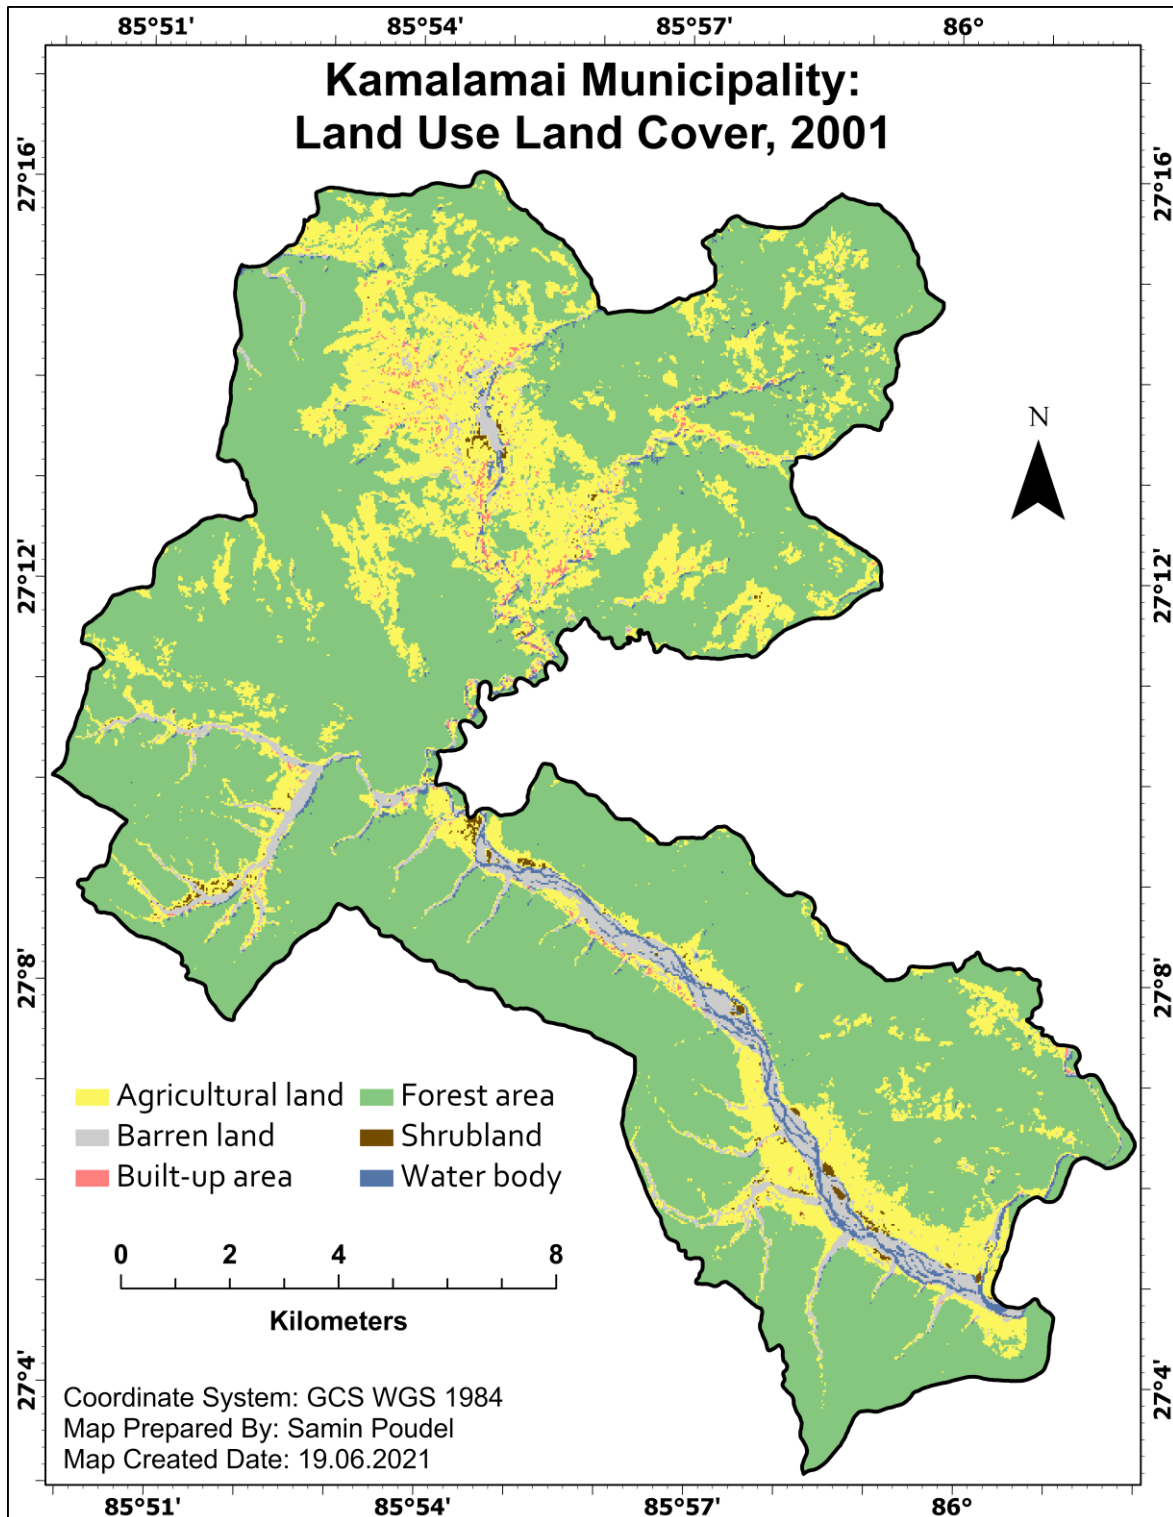 85°51' 85°54' 85°57' 86°
Kamalamai Municipality:
Land Use Land Cover, 2001
27°16' 27°16'
N
27°12' 27°12'
27°8' 27°8'
Agricultural land Forest area
Barren land Shrubland
Built-up area Water body
0 2 4 8
Kilometers
27°4' 27°4'
Coordinate System: GCS WGS 1984
Map Prepared By: Samin Poudel
Map Created Date: 19.06.2021
85°51' 85°54' 85°57' 86°